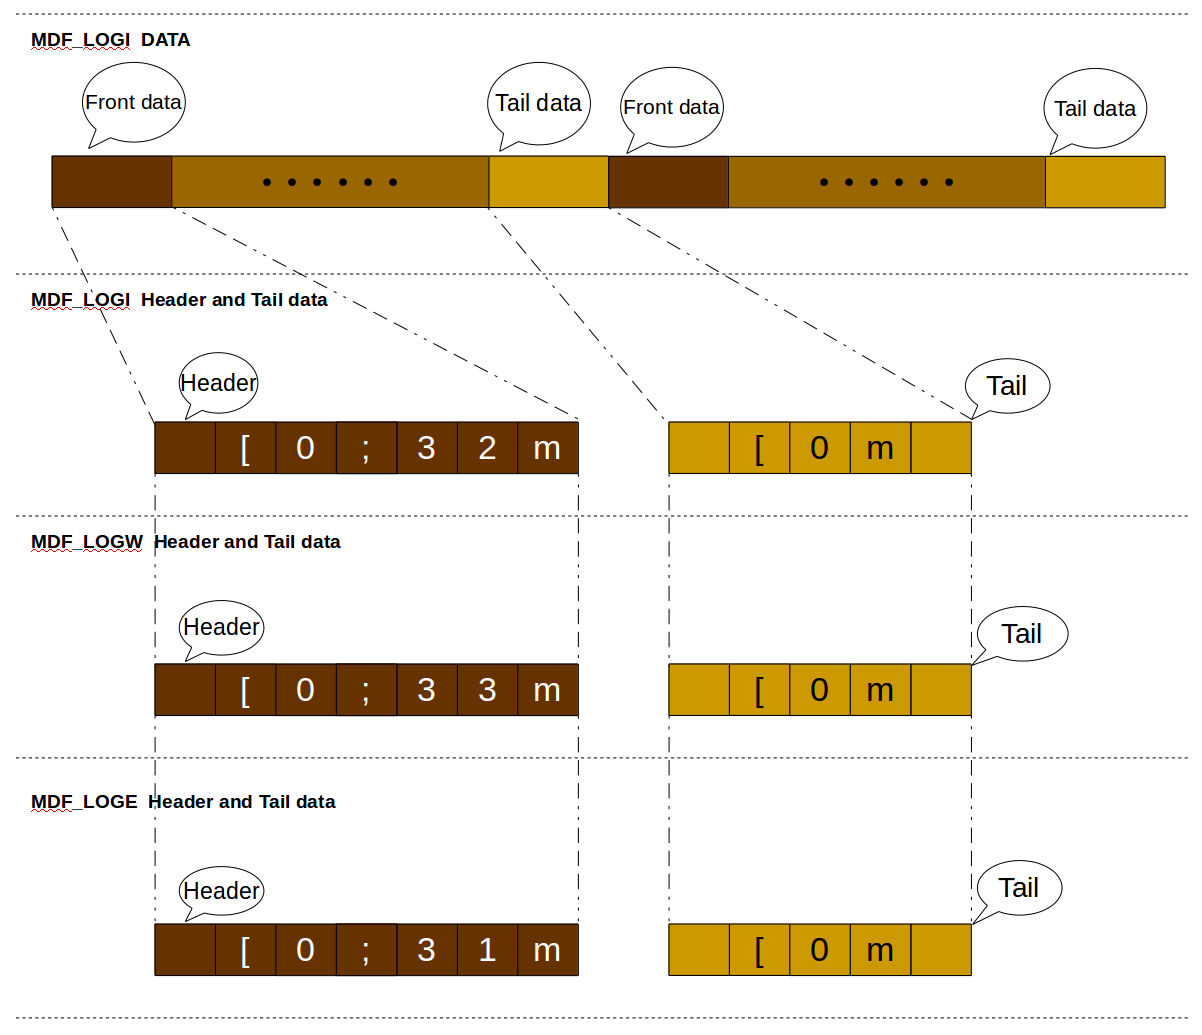 MDF_LOGI DATA
Front data
Tail data
Front data
Tail data
• • • • • •
• • • • • •
MDF_LOGI Header and Tail data
Header
Tail
[ 0 ; 3 2 m
[ 0 m
MDF_LOGW Header and Tail data
Header
Tail
[ 0 ; 3 3 m
[ 0 m
MDF_LOGE Header and Tail data
Header
Tail
[ 0 ; 3 1 m
[ 0 m